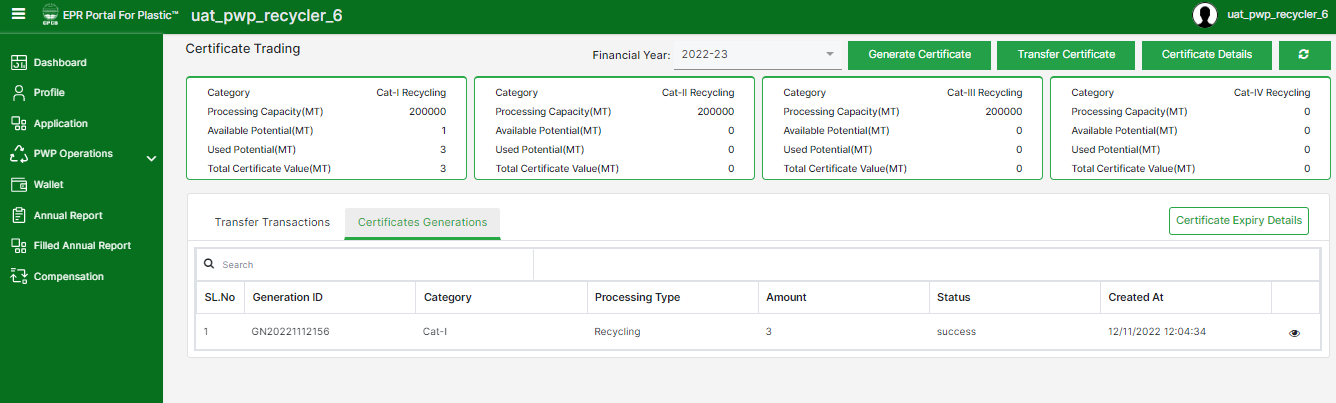 EPR Portal For Plastic™ uat_pwp_recycler_6 uat_pwp_recycler_6
Dashboard
Profile
Application
PWP Operations
Wallet
Annual Report
Filled Annual Report
Compensation
Certificate Trading
Financial Year: 2022-23 Generate Certificate Transfer Certificate Certificate Details
Category Cat-I Recycling
Processing Capacity(MT) 200000
Available Potential(MT) 1
Used Potential(MT) 3
Total Certificate Value(MT) 3
Category Cat-II Recycling
Processing Capacity(MT) 200000
Available Potential(MT) 0
Used Potential(MT) 0
Total Certificate Value(MT) 0
Category Cat-III Recycling
Processing Capacity(MT) 200000
Available Potential(MT) 0
Used Potential(MT) 0
Total Certificate Value(MT) 0
Category Cat-IV Recycling
Processing Capacity(MT) 0
Available Potential(MT) 0
Used Potential(MT) 0
Total Certificate Value(MT) 0
Transfer Transactions Certificates Generations Certificate Expiry Details
Search
SL.No Generation ID Category Processing Type Amount Status Created At
1 GN20221112156 Cat-I Recycling 3 success 12/11/2022 12:04:34